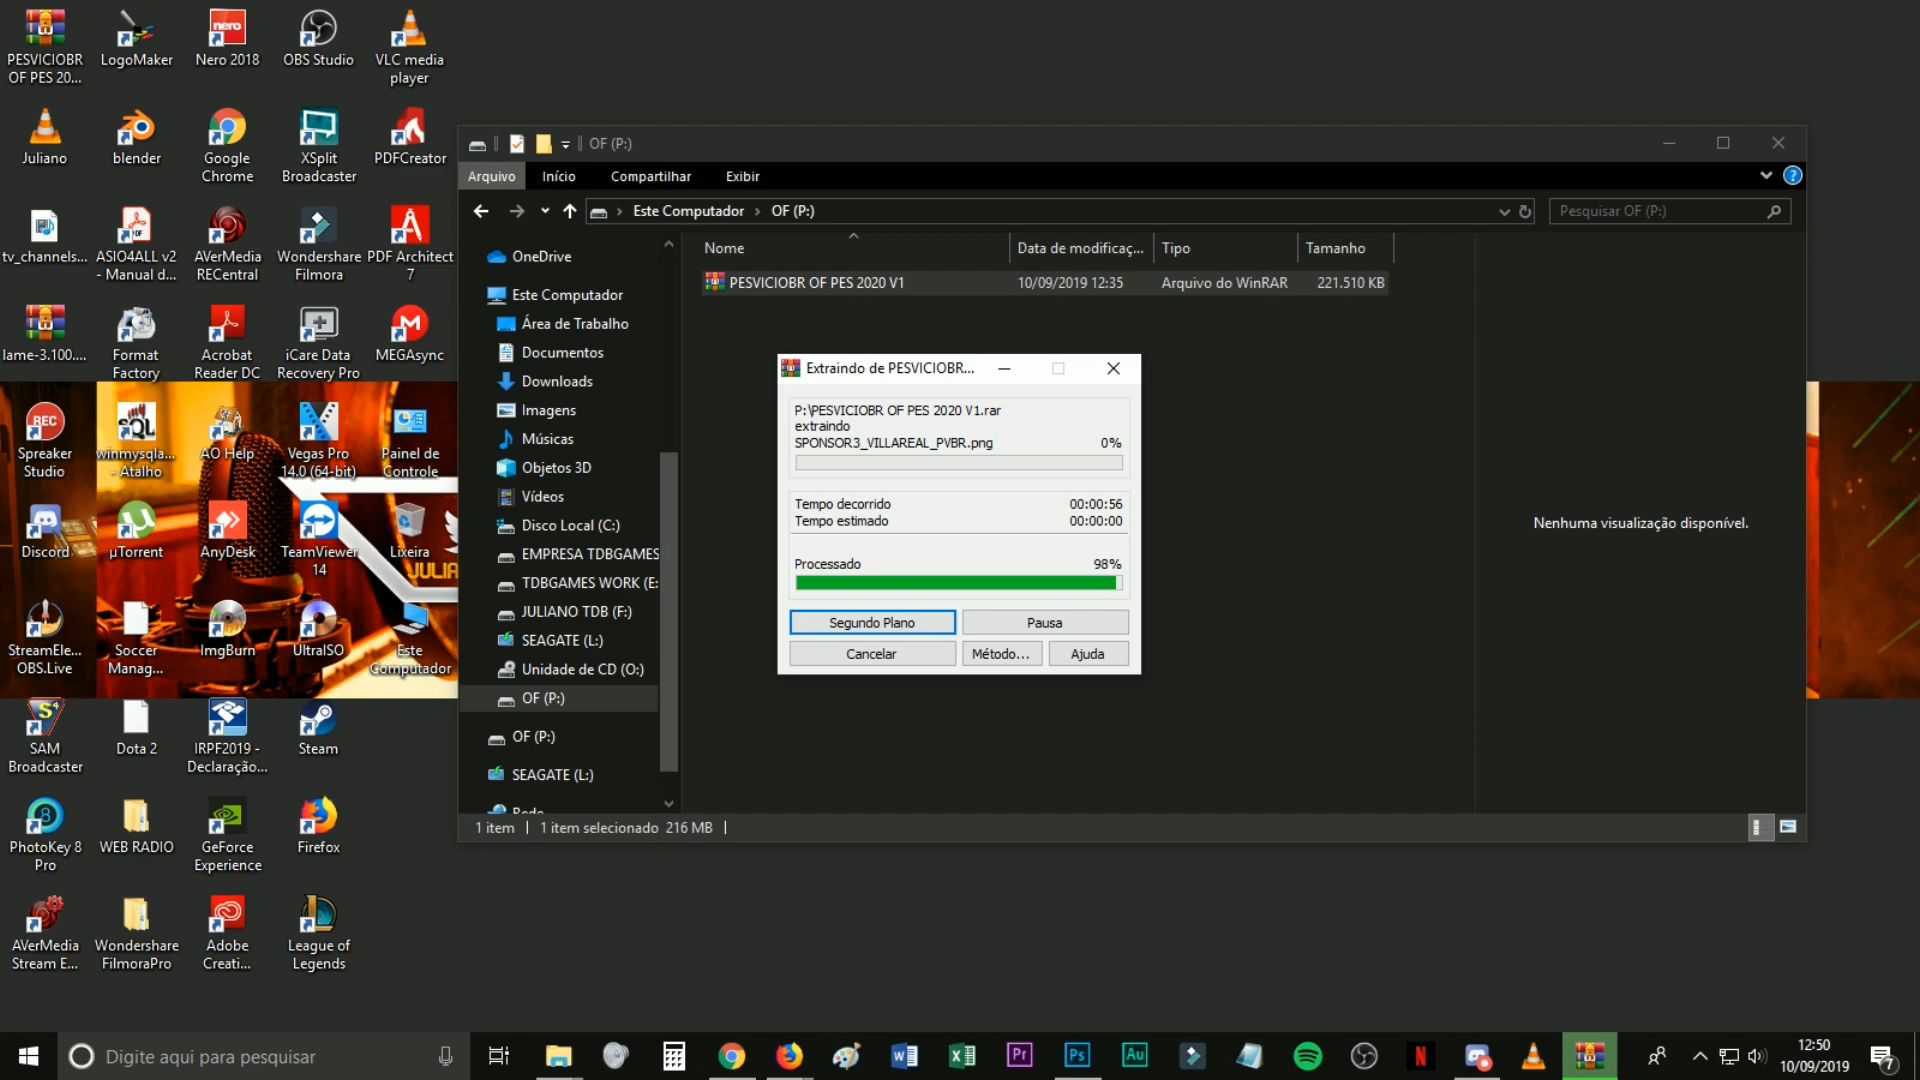 PESVICIOBR
OF PES 20...
LogoMaker
Nero 2018
OBS Studio
VLC media
player
Juliano
blender
Google
Chrome
XSplit
Broadcaster
PDFCreator
tv_channels...
ASIO4ALL v2
- Manual d...
AVerMedia
RECentral
Wondershare
Filmora
PDF Architect
7
lame-3.100....
Format
Factory
Acrobat
Reader DC
iCare Data
Recovery Pro
MEGAsync
Spreaker
Studio
winmysqla...
- Atalho
AO Help
Vegas Pro
14.0 (64-bit)
Painel de
Controle
Discord
µTorrent
AnyDesk
TeamViewer
14
Lixeira
StreamEle...
OBS.Live
Soccer
Manag...
ImgBurn
UltraISO
Este
Computador
SAM
Broadcaster
Dota 2
IRPF2019 -
Declaração...
Steam
PhotoKey 8
Pro
WEB RADIO
GeForce
Experience
Firefox
AVerMedia
Stream E...
Wondershare
FilmoraPro
Adobe
Creati...
League of
Legends
OF (P:)
Arquivo Início Compartilhar Exibir
Este Computador OF (P:)
Pesquisar OF (P:)
OneDrive
Este Computador
Área de Trabalho
Documentos
Downloads
Imagens
Músicas
Objetos 3D
Vídeos
Disco Local (C:)
EMPRESA TDBGAMES
TDBGAMES WORK (E:
JULIANO TDB (F:)
SEAGATE (L:)
Unidade de CD (O:)
OF (P:)
OF (P:)
SEAGATE (L:)
Rede
Nome Data de modificaç... Tipo Tamanho
PESVICIOBR OF PES 2020 V1 10/09/2019 12:35 Arquivo do WinRAR 221.510 KB
Nenhuma visualização disponível.
1 item 1 item selecionado 216 MB
Extraindo de PESVICIOBR...
P:\PESVICIOBR OF PES 2020 V1.rar
extraindo
SPONSOR3_VILLAREAL_PVBR.png 0%
Tempo decorrido 00:00:56
Tempo estimado 00:00:00
Processado 98%
Segundo Plano Pausa
Cancelar Método... Ajuda
Digite aqui para pesquisar
12:50
10/09/2019
7